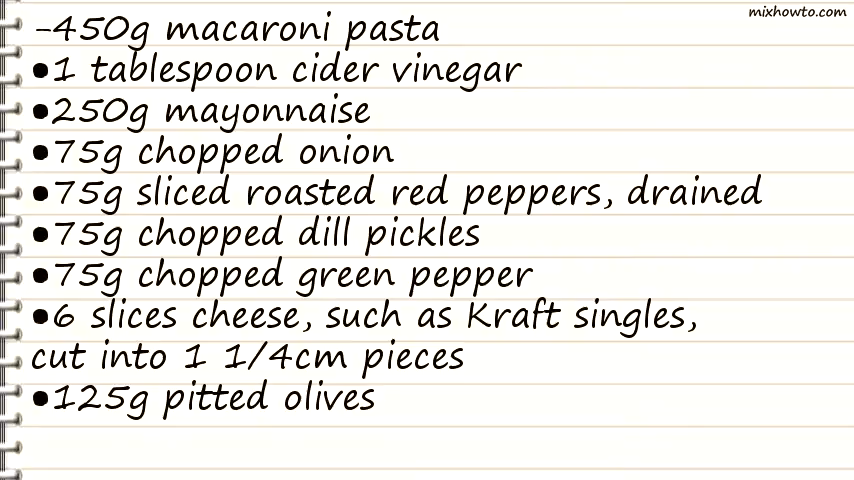 mixhowto.com
-450g macaroni pasta
•1 tablespoon cider vinegar
•250g mayonnaise
•75g chopped onion
•75g sliced roasted red peppers, drained
•75g chopped dill pickles
•75g chopped green pepper
•6 slices cheese, such as Kraft singles,
cut into 1 1/4cm pieces
•125g pitted olives